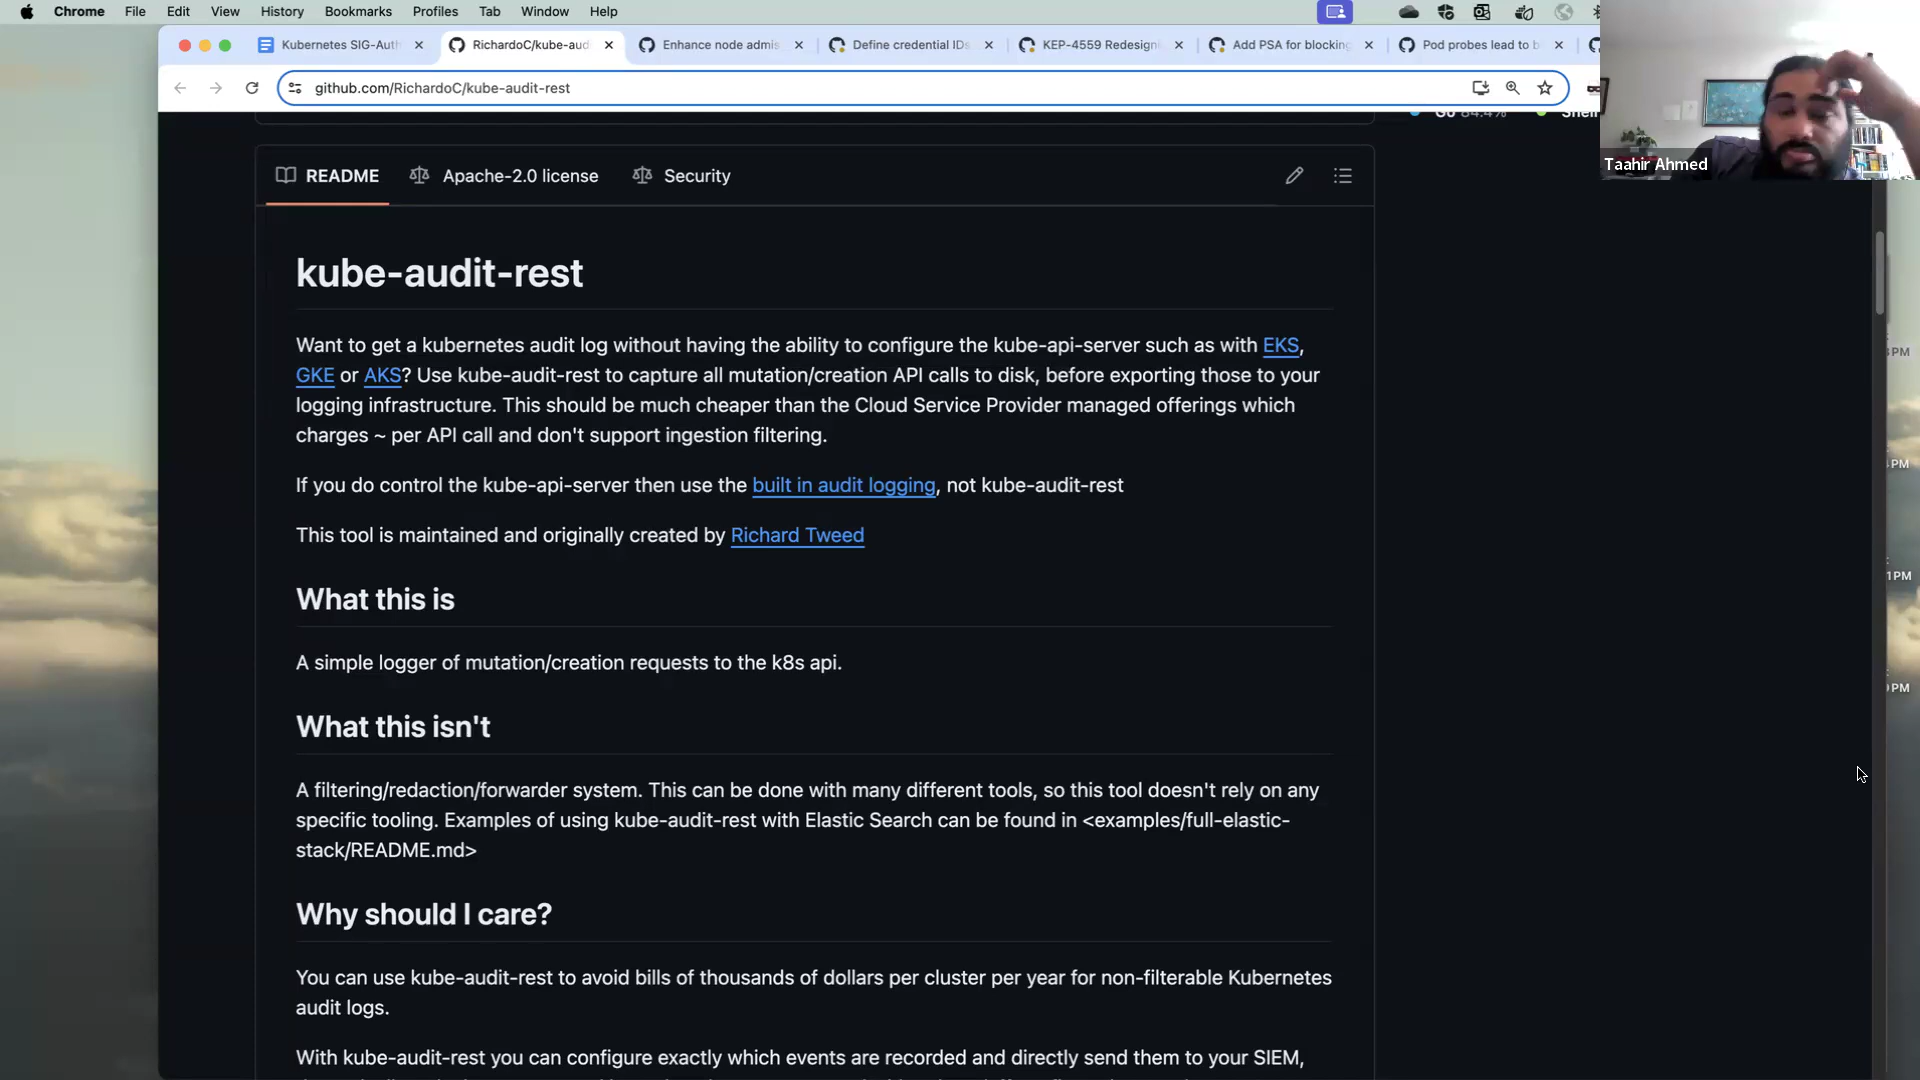 Chrome File Edit View History Bookmarks Profiles Tab Window Help
Kubernetes SIG-Auth
RichardoC/kube-aud
Enhance node admis
Define credential IDs
KEP-4559 Redesign
Add PSA for blocking
Pod probes lead to b
github.com/RichardoC/kube-audit-rest
Go 84.4% Shell
Taahir Ahmed
README Apache-2.0 license Security
kube-audit-rest
Want to get a kubernetes audit log without having the ability to configure the kube-api-server such as with EKS,
GKE or AKS? Use kube-audit-rest to capture all mutation/creation API calls to disk, before exporting those to your
logging infrastructure. This should be much cheaper than the Cloud Service Provider managed offerings which
charges ~ per API call and don't support ingestion filtering.
If you do control the kube-api-server then use the built in audit logging, not kube-audit-rest
This tool is maintained and originally created by Richard Tweed
What this is
A simple logger of mutation/creation requests to the k8s api.
What this isn't
A filtering/redaction/forwarder system. This can be done with many different tools, so this tool doesn't rely on any
specific tooling. Examples of using kube-audit-rest with Elastic Search can be found in <examples/full-elastic-
stack/README.md>
Why should I care?
You can use kube-audit-rest to avoid bills of thousands of dollars per cluster per year for non-filterable Kubernetes
audit logs.
With kube-audit-rest you can configure exactly which events are recorded and directly send them to your SIEM,
PM
PM
1PM
PM